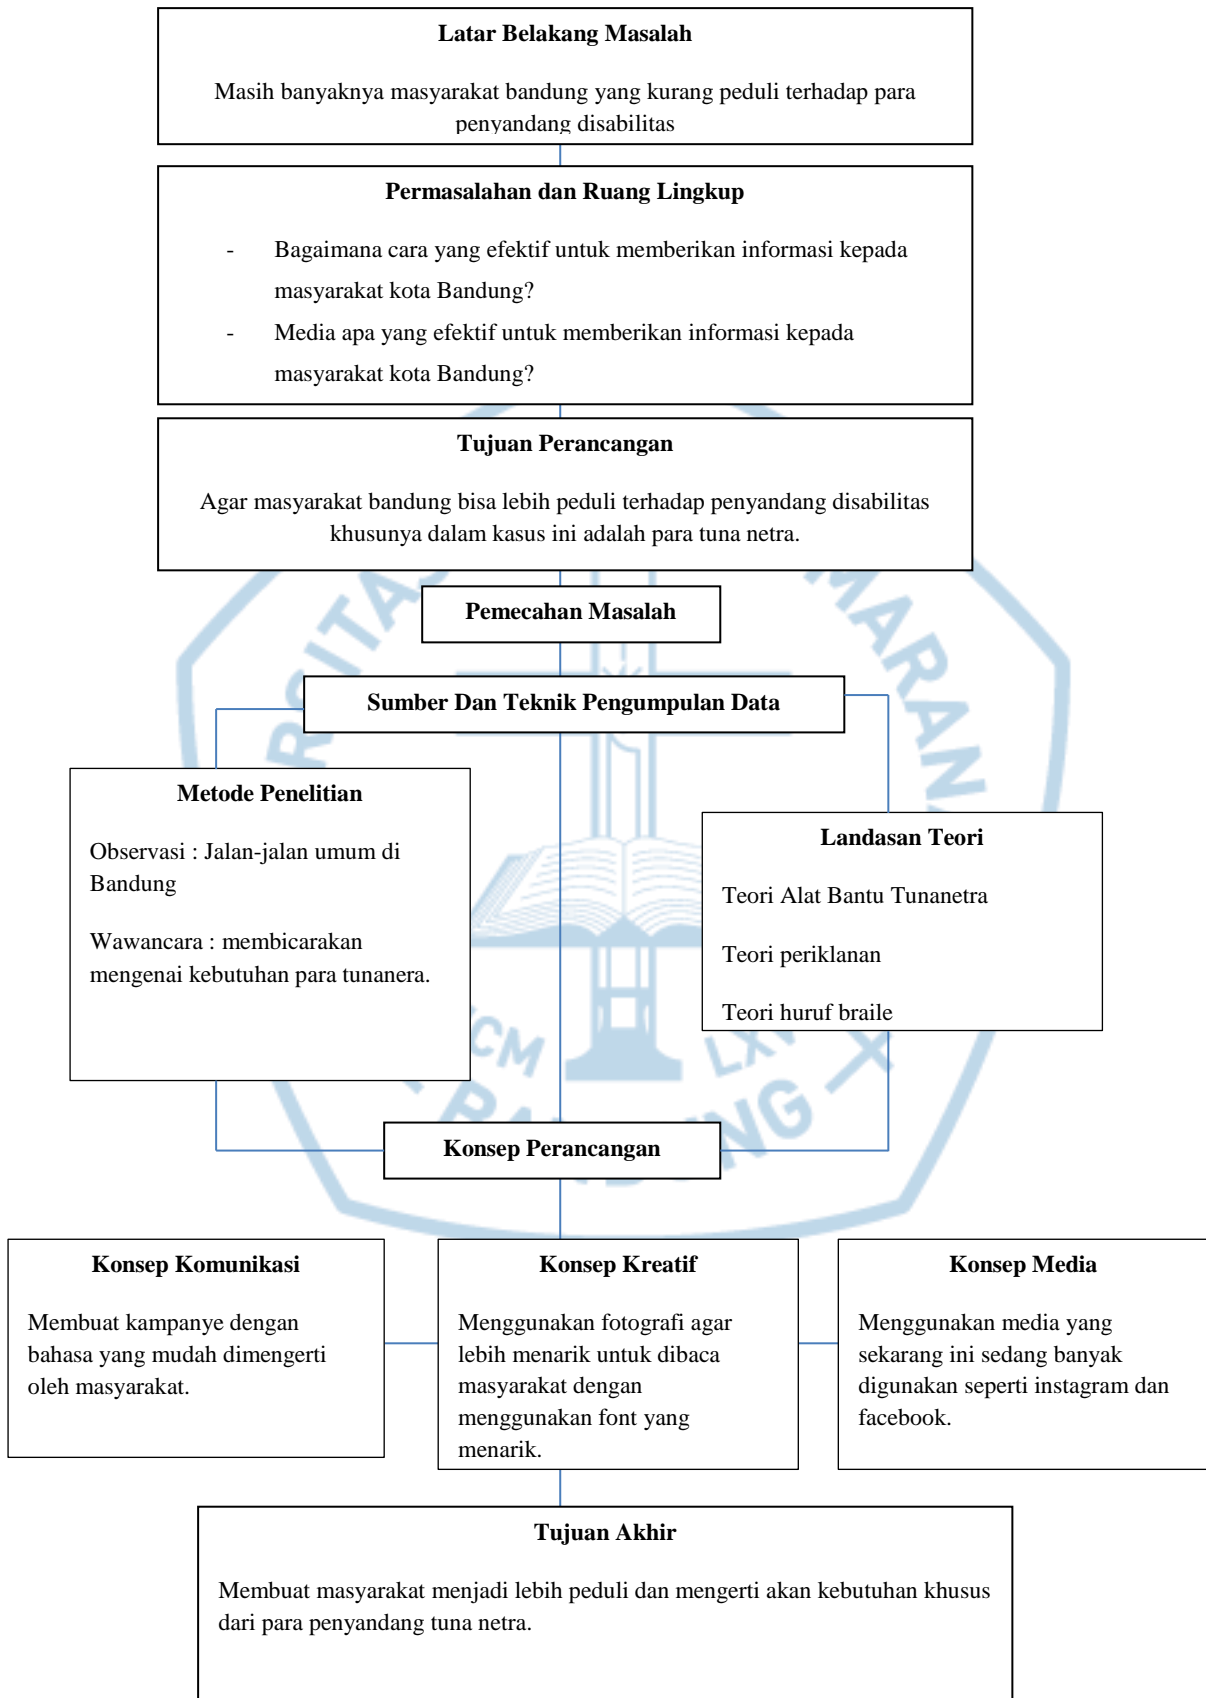 Latar Belakang Masalah
Masih banyaknya masyarakat bandung yang kurang peduli terhadap para
penyandang disabilitas
Permasalahan dan Ruang Lingkup
- Bagaimana cara yang efektif untuk memberikan informasi kepada
masyarakat kota Bandung?
- Media apa yang efektif untuk memberikan informasi kepada
masyarakat kota Bandung?
Tujuan Perancangan
Agar masyarakat bandung bisa lebih peduli terhadap penyandang disabilitas
khusunya dalam kasus ini adalah para tuna netra.
Pemecahan Masalah
Sumber Dan Teknik Pengumpulan Data
Metode Penelitian
Observasi : Jalan-jalan umum di
Bandung
Wawancara : membicarakan
mengenai kebutuhan para tunanera.
Landasan Teori
Teori Alat Bantu Tunanetra
Teori periklanan
Teori huruf braile
Konsep Perancangan
Konsep Komunikasi
Membuat kampanye dengan
bahasa yang mudah dimengerti
oleh masyarakat.
Konsep Kreatif
Menggunakan fotografi agar
lebih menarik untuk dibaca
masyarakat dengan
menggunakan font yang
menarik.
Konsep Media
Menggunakan media yang
sekarang ini sedang banyak
digunakan seperti instagram dan
facebook.
Tujuan Akhir
Membuat masyarakat menjadi lebih peduli dan mengerti akan kebutuhan khusus
dari para penyandang tuna netra.